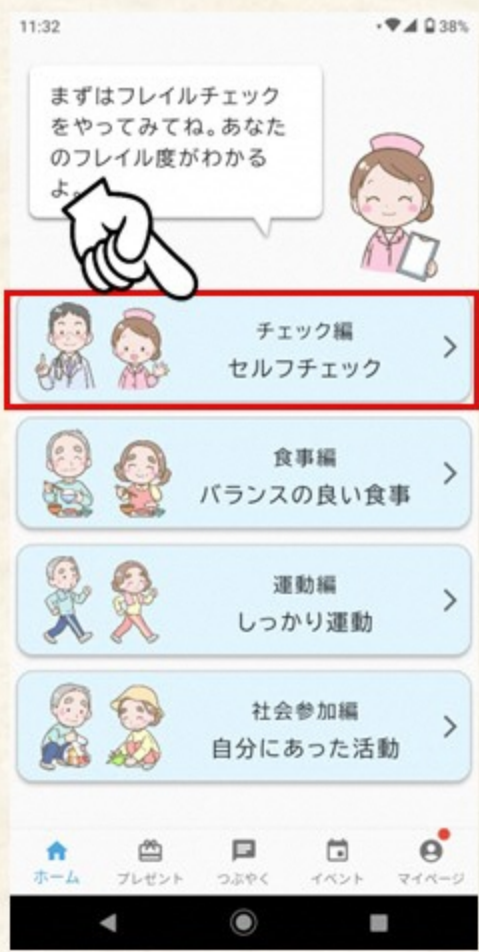 11:32
38%
まずはフレイルチェック
をやってみてね。あなた
のフレイル度がわかる
よ。
チェック編
セルフチェック
食事編
バランスの良い食事
運動編
しっかり運動
社会参加編
自分にあった活動
ホーム
プレゼント
つぶやく
イベント
マイページ